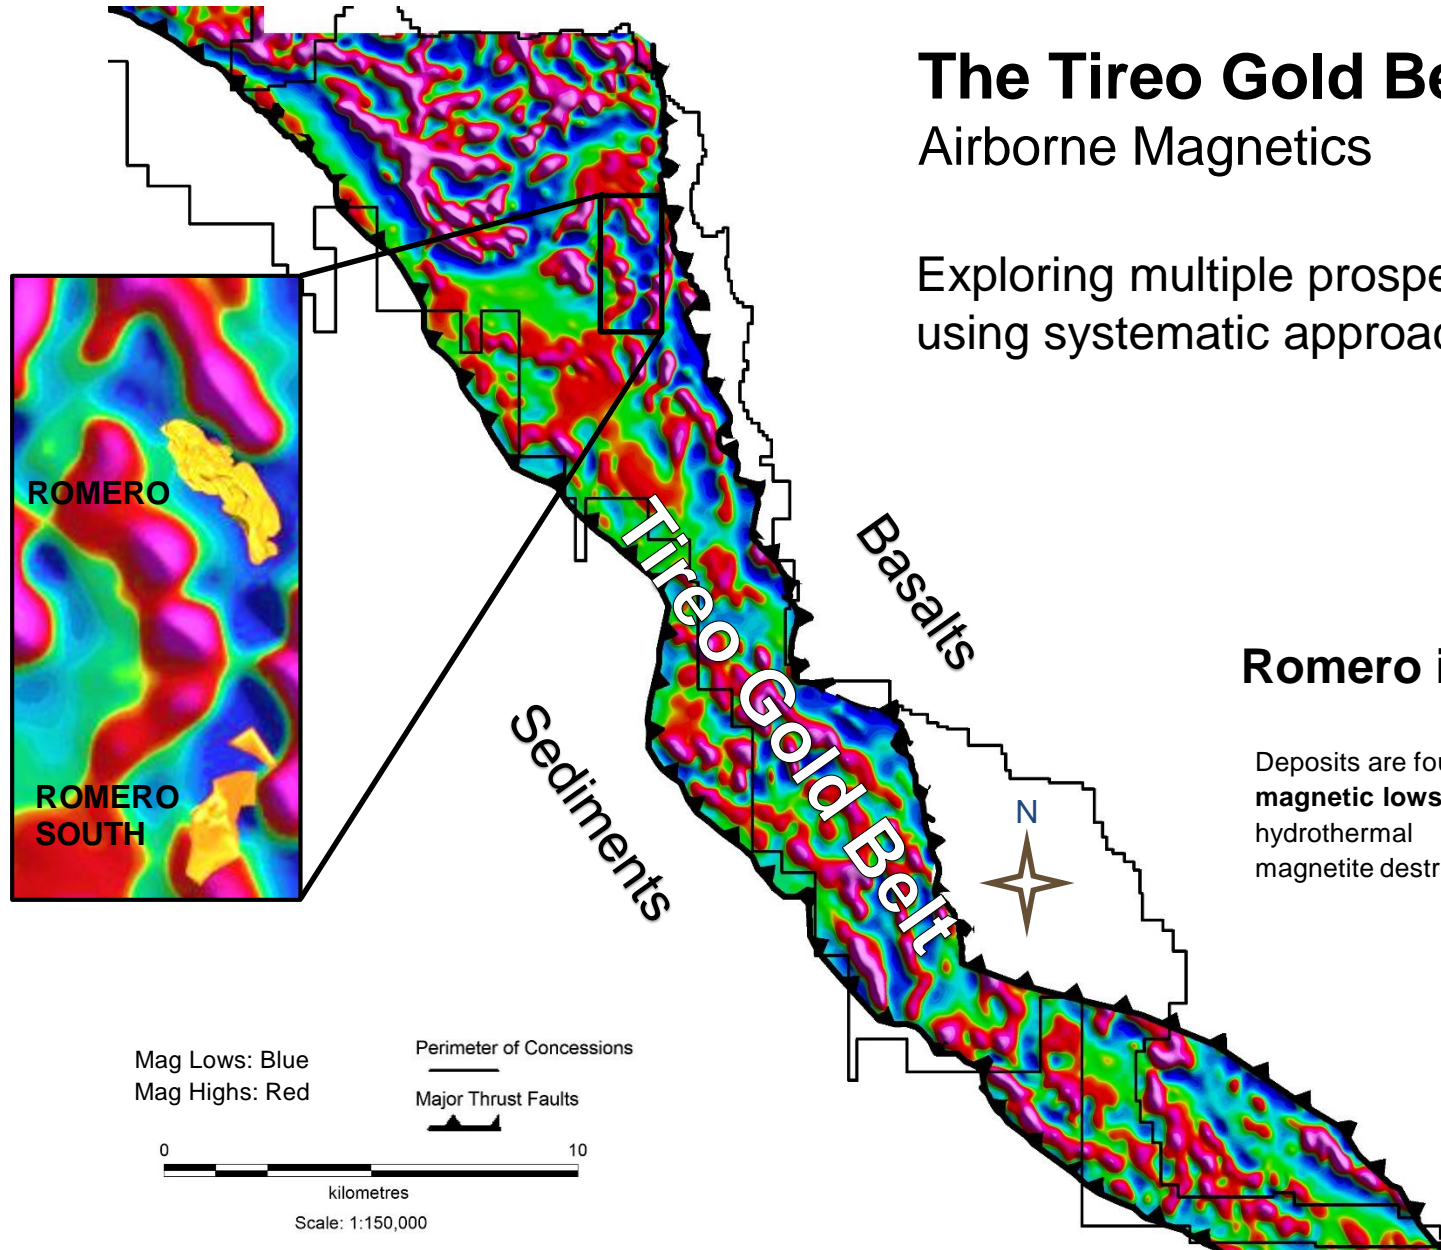 The Tireo Gold Be
Airborne Magnetics
Exploring multiple prospe
using systematic approac
ROMERO
ROMERO
SOUTH
Tireo Gold Belt
Basalts
Sediments
N
Romero i
Deposits are fou
magnetic lows
hydrothermal
magnetite destr
Mag Lows: Blue
Mag Highs: Red
Perimeter of Concessions
Major Thrust Faults
0 10
kilometres
Scale: 1:150,000